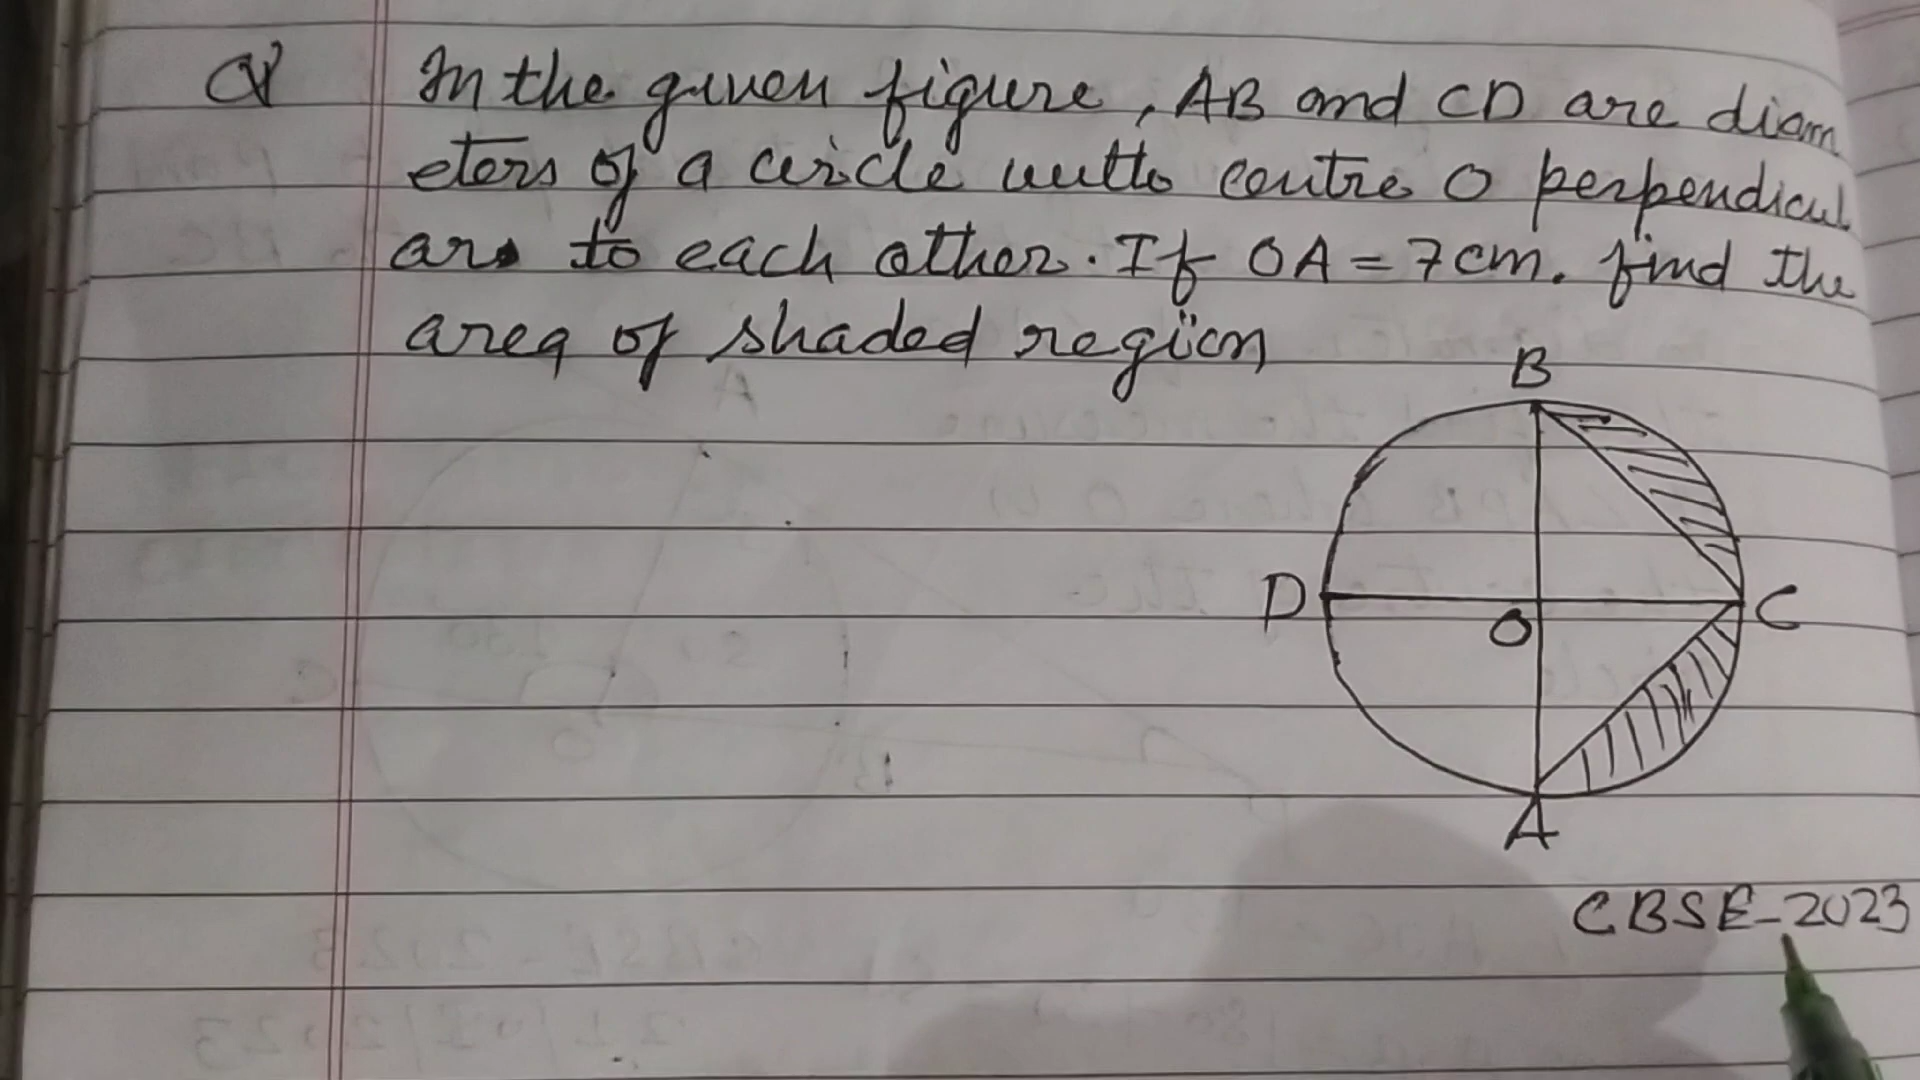 Q In the given figure, AB and CD are diam
eters of a circle with centre O perpendicul
ar to each other. If OA = 7cm. find the
area of shaded region
B
D
O
C
A
CBSE-2023